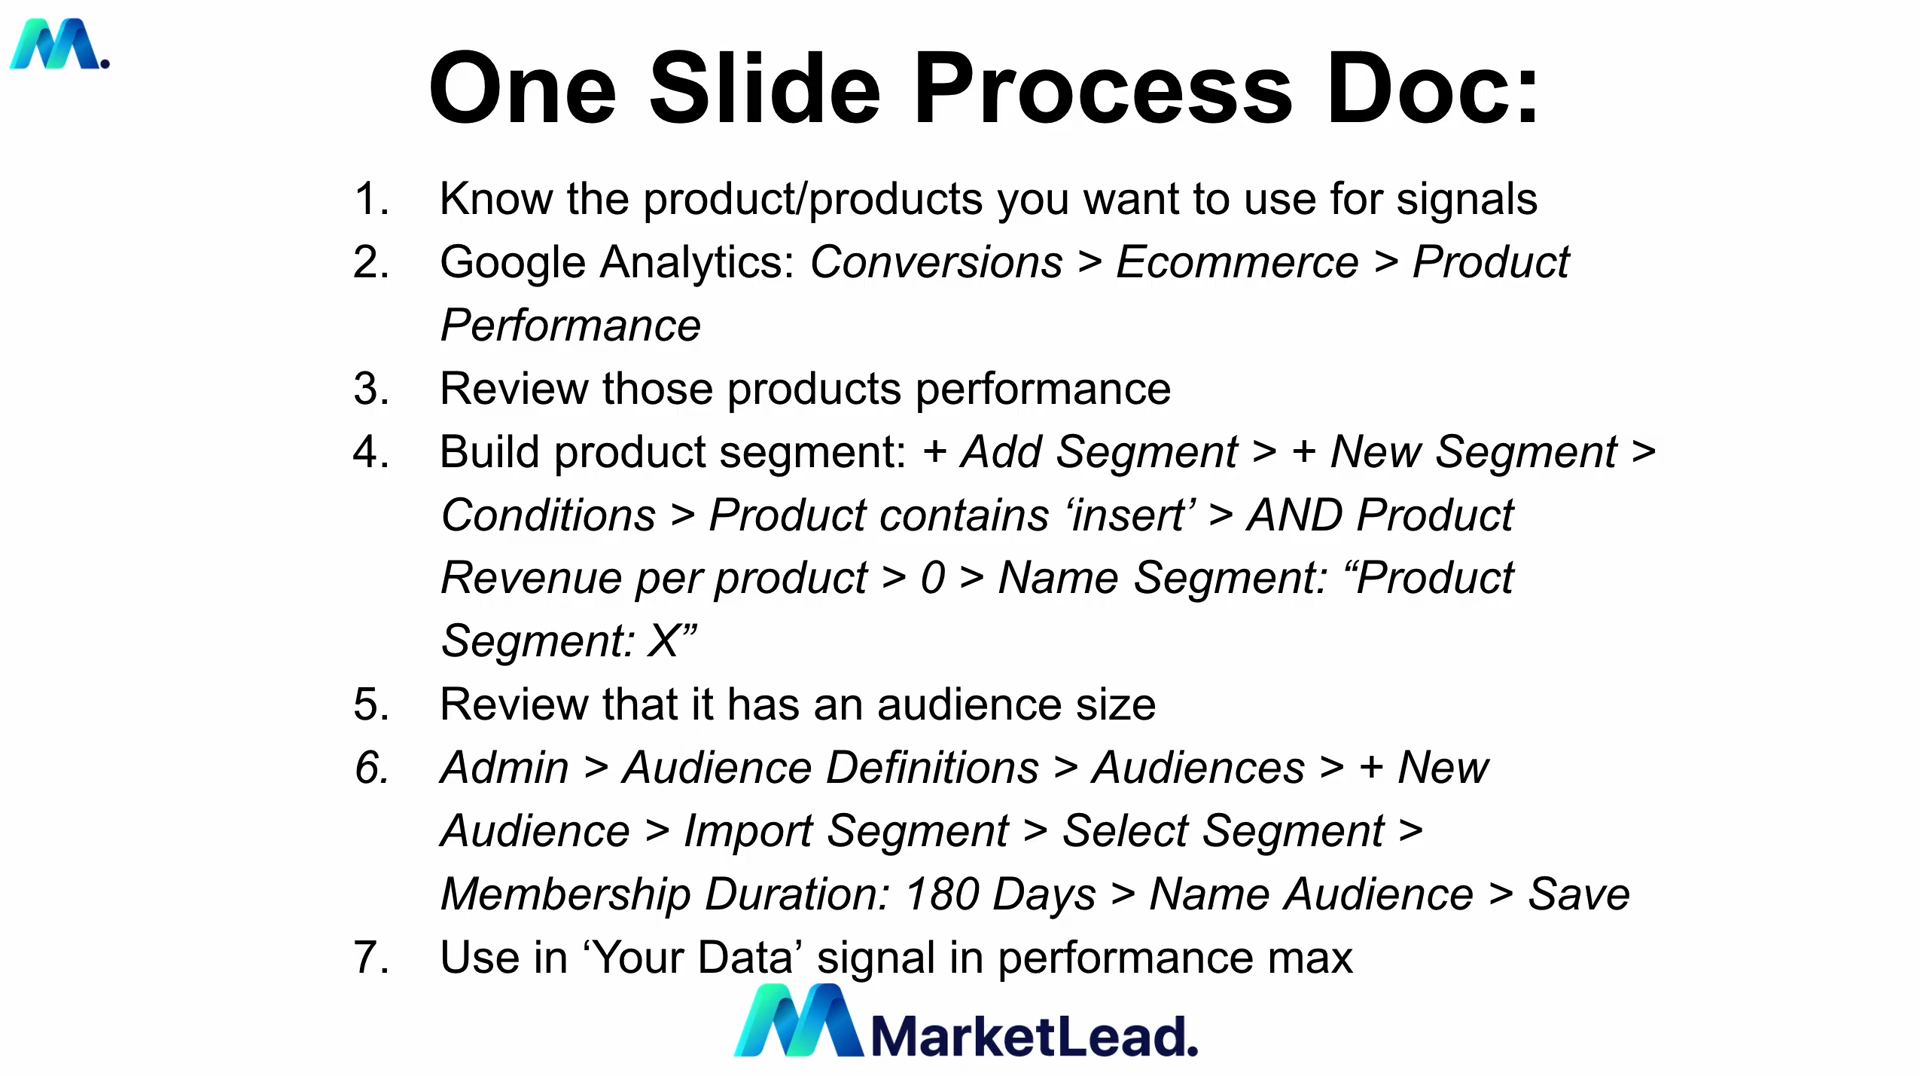 M.
One Slide Process Doc:
1. Know the product/products you want to use for signals
2. Google Analytics: Conversions > Ecommerce > Product
Performance
3. Review those products performance
4. Build product segment: + Add Segment > + New Segment >
Conditions > Product contains ‘insert’ > AND Product
Revenue per product > 0 > Name Segment: “Product
Segment: X”
5. Review that it has an audience size
6. Admin > Audience Definitions > Audiences > + New
Audience > Import Segment > Select Segment >
Membership Duration: 180 Days > Name Audience > Save
7. Use in ‘Your Data’ signal in performance max
M MarketLead.